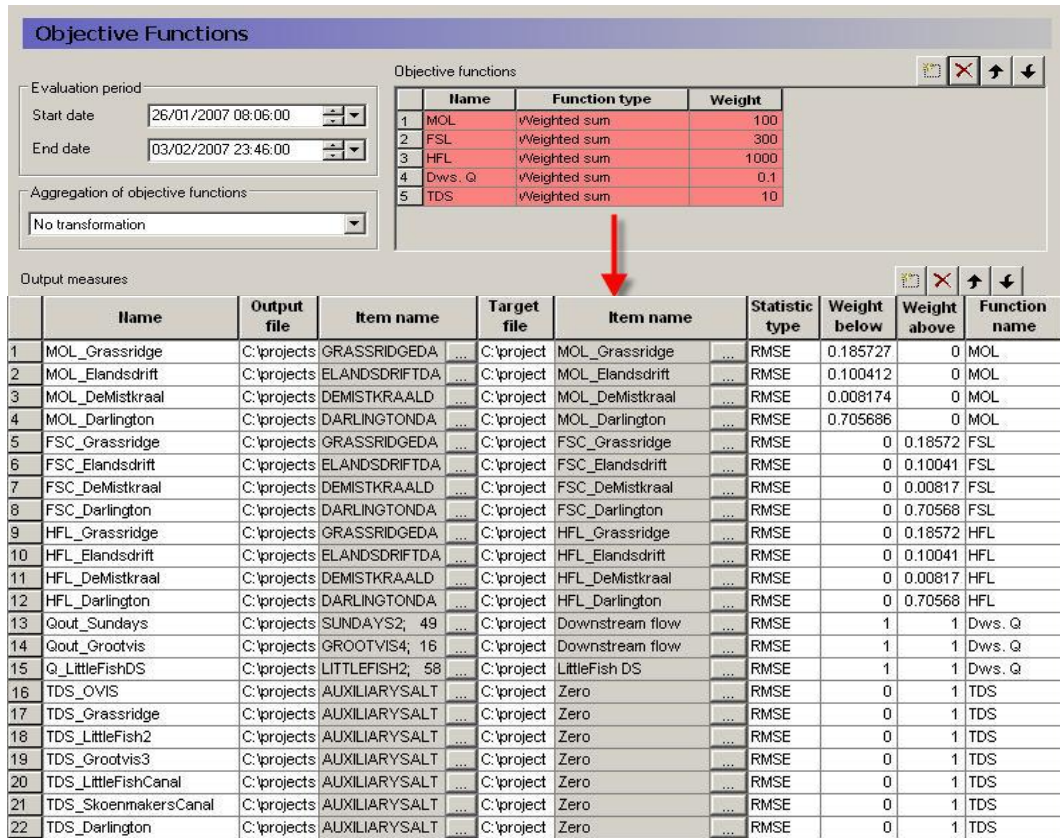 Objective Functions
Evaluation period
Start date 26/01/2007 08:06:00
End date 03/02/2007 23:46:00
Aggregation of objective functions
No transformation
Objective functions
Name Function type Weight
1 MOL Weighted sum 100
2 FSL Weighted sum 300
3 HFL Weighted sum 1000
4 Dws. Q Weighted sum 0.1
5 TDS Weighted sum 10
Output measures
Name Output file Item name Target file Item name Statistic type Weight below Weight above Function name
1 MOL_Grassridge C:\projects GRASSRIDGEDA ... C:\project MOL_Grassridge ... RMSE 0.185727 0 MOL
2 MOL_Elandsdrift C:\projects ELANDSDRIFTDA ... C:\project MOL_Elandsdrift ... RMSE 0.100412 0 MOL
3 MOL_DeMistkraal C:\projects DEMISTKRAALD ... C:\project MOL_DeMistkraal ... RMSE 0.008174 0 MOL
4 MOL_Darlington C:\projects DARLINGTONDA ... C:\project MOL_Darlington ... RMSE 0.705686 0 MOL
5 FSC_Grassridge C:\projects GRASSRIDGEDA ... C:\project FSC_Grassridge ... RMSE 0 0.18572 FSL
6 FSC_Elandsdrift C:\projects ELANDSDRIFTDA ... C:\project FSC_Elandsdrift ... RMSE 0 0.10041 FSL
7 FSC_DeMistkraal C:\projects DEMISTKRAALD ... C:\project FSC_DeMistkraal ... RMSE 0 0.00817 FSL
8 FSC_Darlington C:\projects DARLINGTONDA ... C:\project FSC_Darlington ... RMSE 0 0.70568 FSL
9 HFL_Grassridge C:\projects GRASSRIDGEDA ... C:\project HFL_Grassridge ... RMSE 0 0.18572 HFL
10 HFL_Elandsdrift C:\projects ELANDSDRIFTDA ... C:\project HFL_Elandsdrift ... RMSE 0 0.10041 HFL
11 HFL_DeMistkraal C:\projects DEMISTKRAALD ... C:\project HFL_DeMistkraal ... RMSE 0 0.00817 HFL
12 HFL_Darlington C:\projects DARLINGTONDA ... C:\project HFL_Darlington ... RMSE 0 0.70568 HFL
13 Qout_Sundays C:\projects SUNDAYS2; 49 ... C:\project Downstream flow ... RMSE 1 1 Dws. Q
14 Qout_Grootvis C:\projects GROOTVIS4; 16 ... C:\project Downstream flow ... RMSE 1 1 Dws. Q
15 Q_LittleFishDS C:\projects LITTLEFISH2; 58 ... C:\project LittleFish DS ... RMSE 1 1 Dws. Q
16 TDS_OVIS C:\projects AUXILIARYSALT ... C:\project Zero ... RMSE 0 1 TDS
17 TDS_Grassridge C:\projects AUXILIARYSALT ... C:\project Zero ... RMSE 0 1 TDS
18 TDS_LittleFish2 C:\projects AUXILIARYSALT ... C:\project Zero ... RMSE 0 1 TDS
19 TDS_Grootvis3 C:\projects AUXILIARYSALT ... C:\project Zero ... RMSE 0 1 TDS
20 TDS_LittleFishCanal C:\projects AUXILIARYSALT ... C:\project Zero ... RMSE 0 1 TDS
21 TDS_SkoenmakersCanal C:\projects AUXILIARYSALT ... C:\project Zero ... RMSE 0 1 TDS
22 TDS_Darlington C:\projects AUXILIARYSALT ... C:\project Zero ... RMSE 0 1 TDS